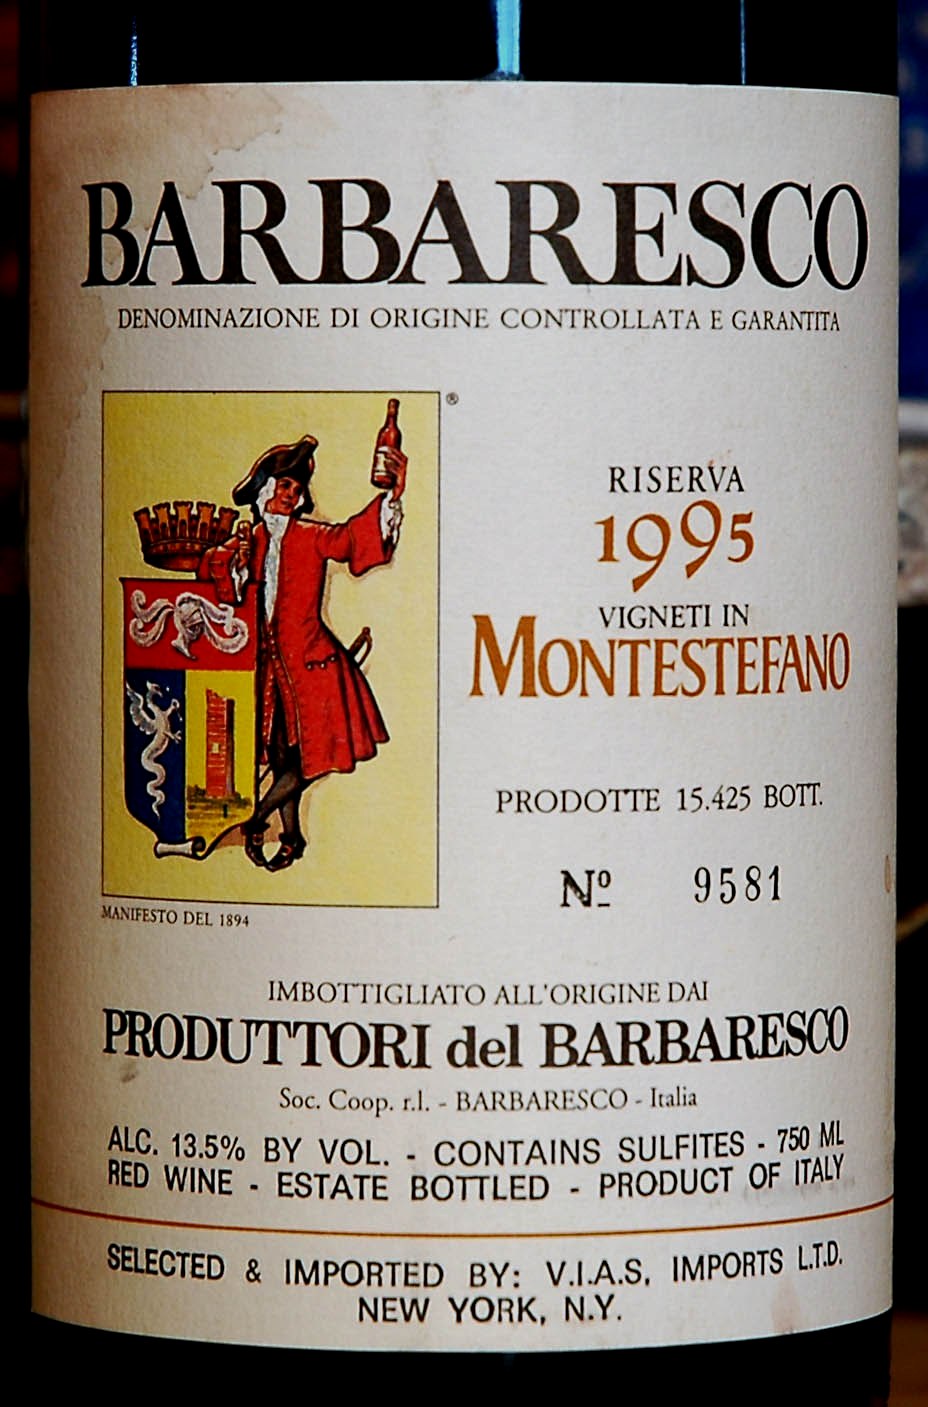 BARBARESCO
DENOMINAZIONE DI ORIGINE CONTROLLATA E GARANTITA
®
RISERVA
1995
VIGNETI IN
MONTESTEFANO
PRODOTTE 15.425 BOTT.
Nº 9581
MANIFESTO DEL 1894
IMBOTTIGLIATO ALL'ORIGINE DAI
PRODUTTORI del BARBARESCO
Soc. Coop. r.l. - BARBARESCO - Italia
ALC. 13.5% BY VOL. - CONTAINS SULFITES - 750 ML
RED WINE - ESTATE BOTTLED - PRODUCT OF ITALY
SELECTED & IMPORTED BY: V.I.A.S. IMPORTS L.T.D.
NEW YORK, N.Y.